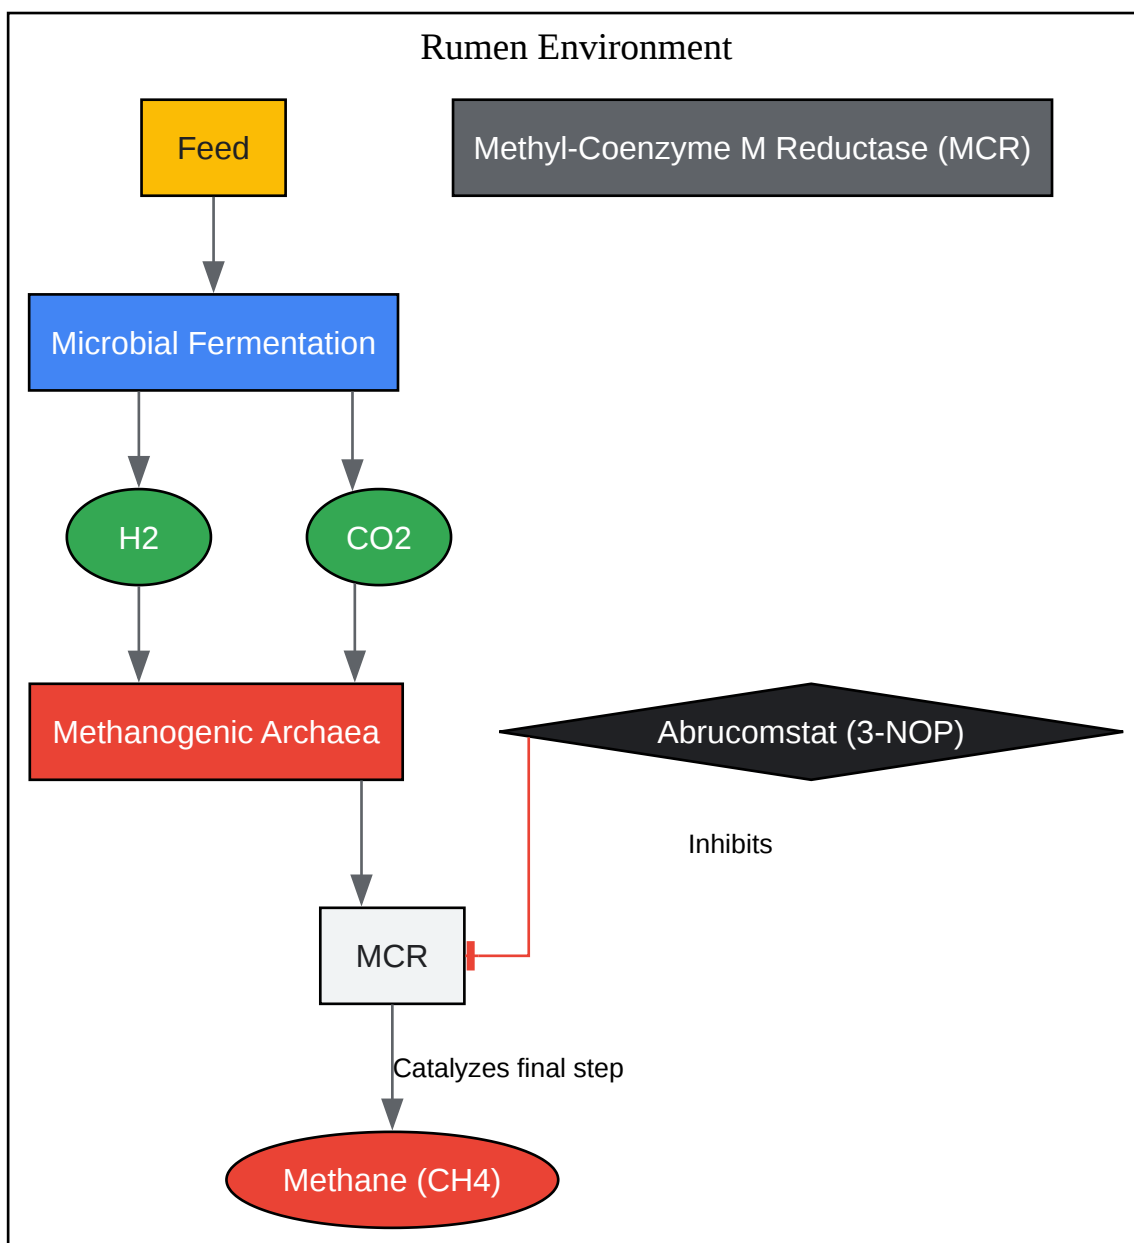 Rumen Environment
Feed
Methyl-Coenzyme M Reductase (MCR)
Microbial Fermentation
H2
CO2
Methanogenic Archaea
Abrucomstat (3-NOP)
Inhibits
MCR
Catalyzes final step
Methane (CH4)